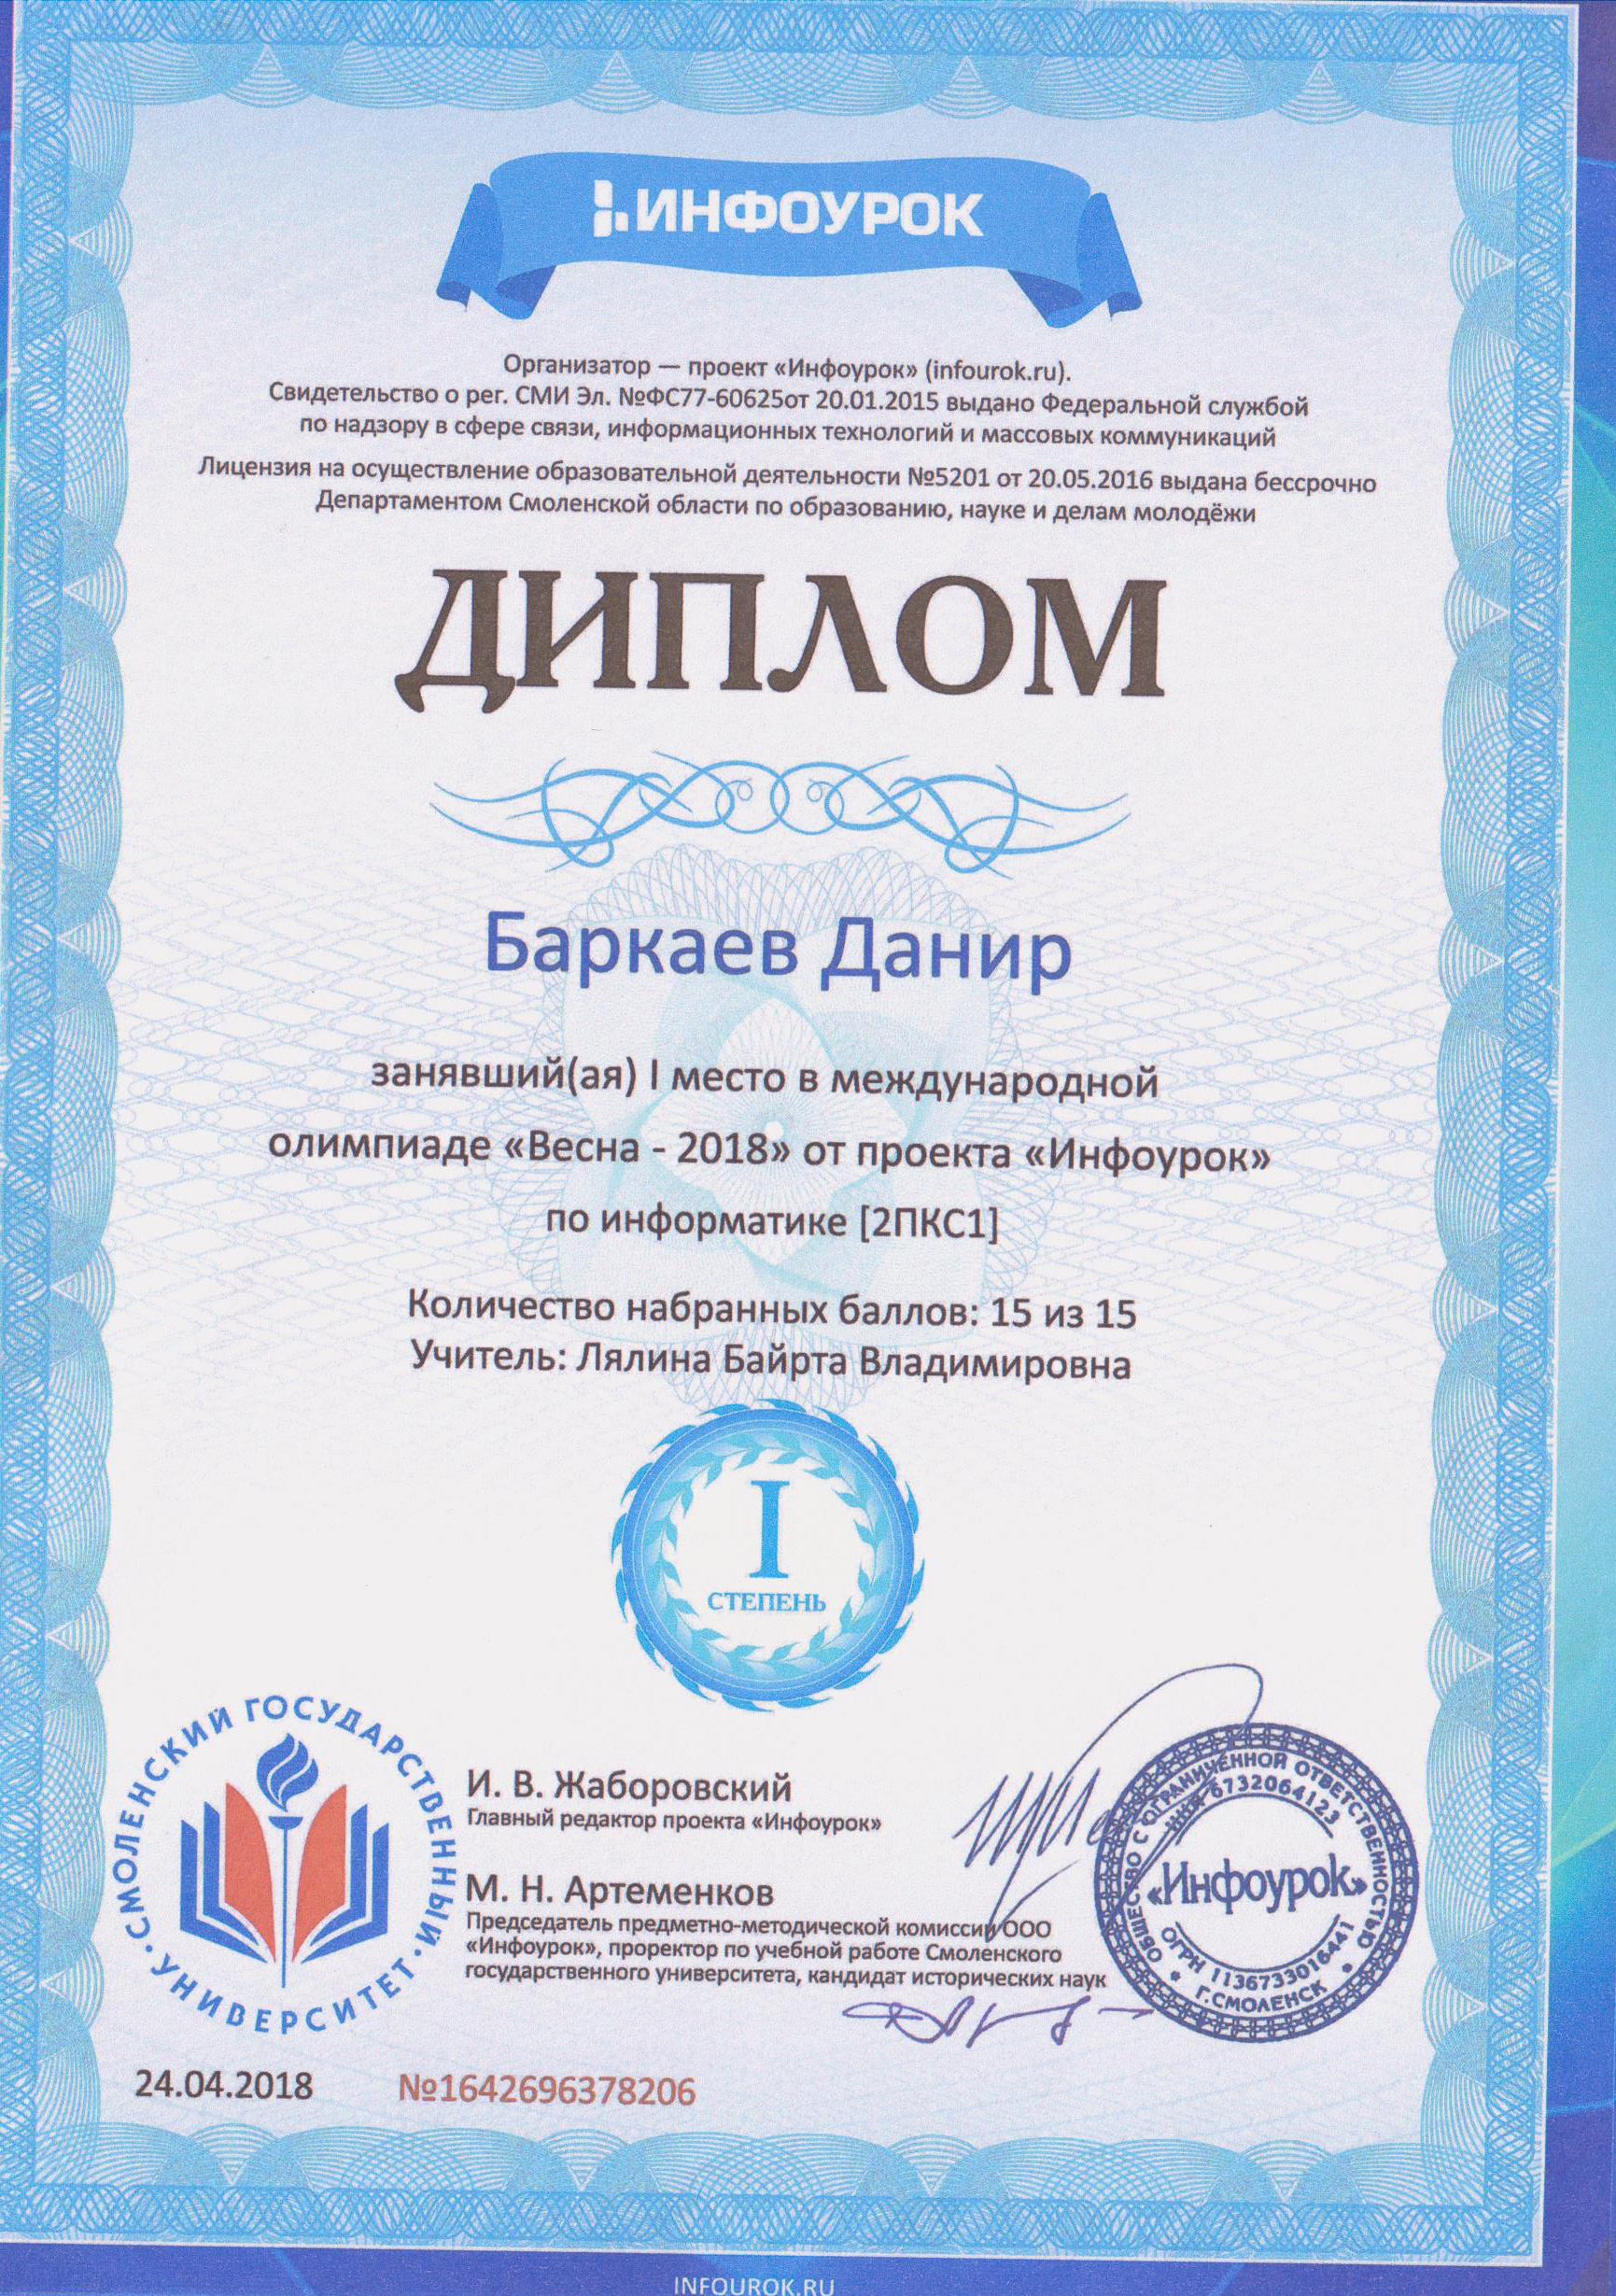 ИНФОУРОК
Организатор — проект «Инфоурок» (infourok.ru).
Свидетельство о рег. СМИ Эл. №ФС77-60625от 20.01.2015 выдано Федеральной службой
по надзору в сфере связи, информационных технологий и массовых коммуникаций
Лицензия на осуществление образовательной деятельности №5201 от 20.05.2016 выдана бессрочно
Департаментом Смоленской области по образованию, науке и делам молодёжи
ДИПЛОМ
Баркаев Данир
занявший(ая) I место в международной
олимпиаде «Весна - 2018» от проекта «Инфоурок»
по информатике [2ПКС1]
Количество набранных баллов: 15 из 15
Учитель: Лялина Байрта Владимировна
I
СТЕПЕНЬ
СМОЛЕНСКИЙ ГОСУДАРСТВЕННЫЙ
УНИВЕРСИТЕТ
И. В. Жаборовский
Главный редактор проекта «Инфоурок»
М. Н. Артеменков
Председатель предметно-методической комиссии ООО
«Инфоурок», проректор по учебной работе Смоленского
государственного университета, кандидат исторических наук
ОБЩЕСТВО С ОГРАНИЧЕННОЙ ОТВЕТСТВЕННОСТЬЮ
ИНН 6732064123
«Инфоурок»
ОГРН 1136733016441
Г.СМОЛЕНСК
24.04.2018
№1642696378206
INFOUROK.RU